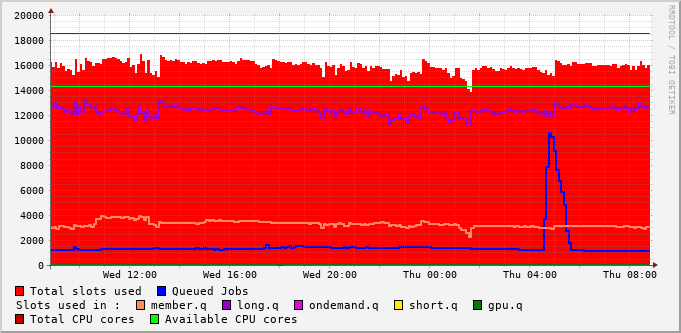 20000
18000
16000
14000
12000
10000
8000
6000
4000
2000
0
Wed 12:00 Wed 16:00 Wed 20:00 Thu 00:00 Thu 04:00 Thu 08:00
RRDTOOL / TOBI OETIKER
Total slots used Queued Jobs
Slots used in : member.q long.q ondemand.q short.q gpu.q
Total CPU cores Available CPU cores